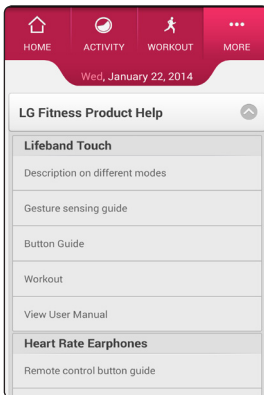 HOME ACTIVITY WORKOUT MORE
Wed, January 22, 2014
LG Fitness Product Help
Lifeband Touch
Description on different modes
Gesture sensing guide
Button Guide
Workout
View User Manual
Heart Rate Earphones
Remote control button guide